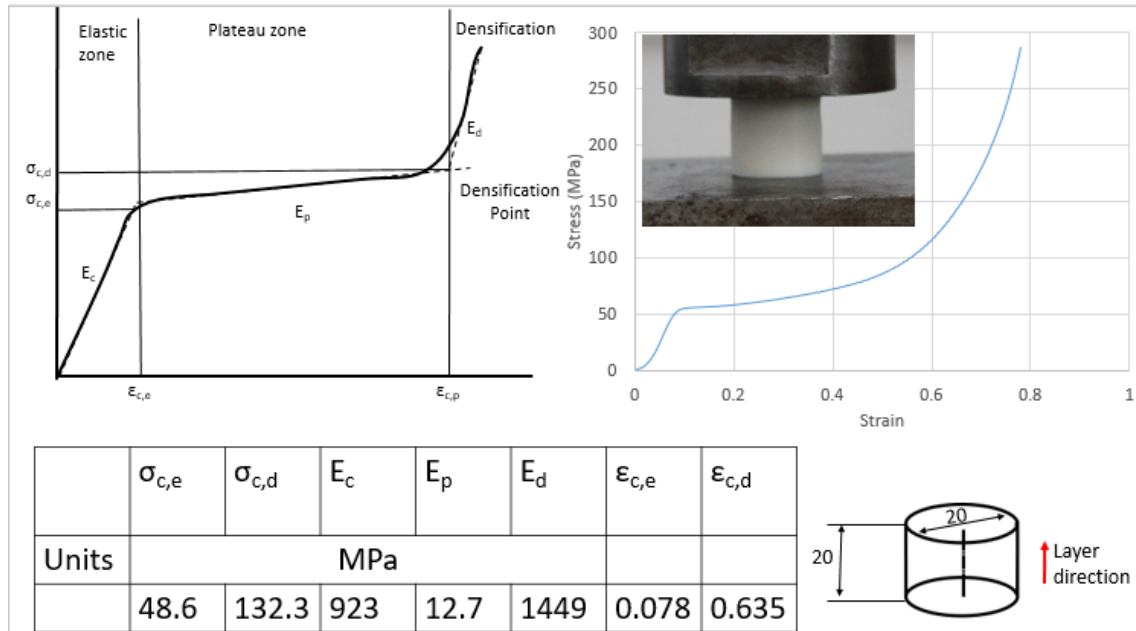 Elastic
zone
Plateau zone
Densification
σc,d
σc,e
Ec
Ep
Ed
Densification
Point
εc,e
εc,p
300
250
200
150
100
50
0
Stress (MPa)
0 0.2 0.4 0.6 0.8 1
Strain
σc,e σc,d Ec Ep Ed εc,e εc,d
Units MPa
48.6 132.3 923 12.7 1449 0.078 0.635
20
20
Layer
direction